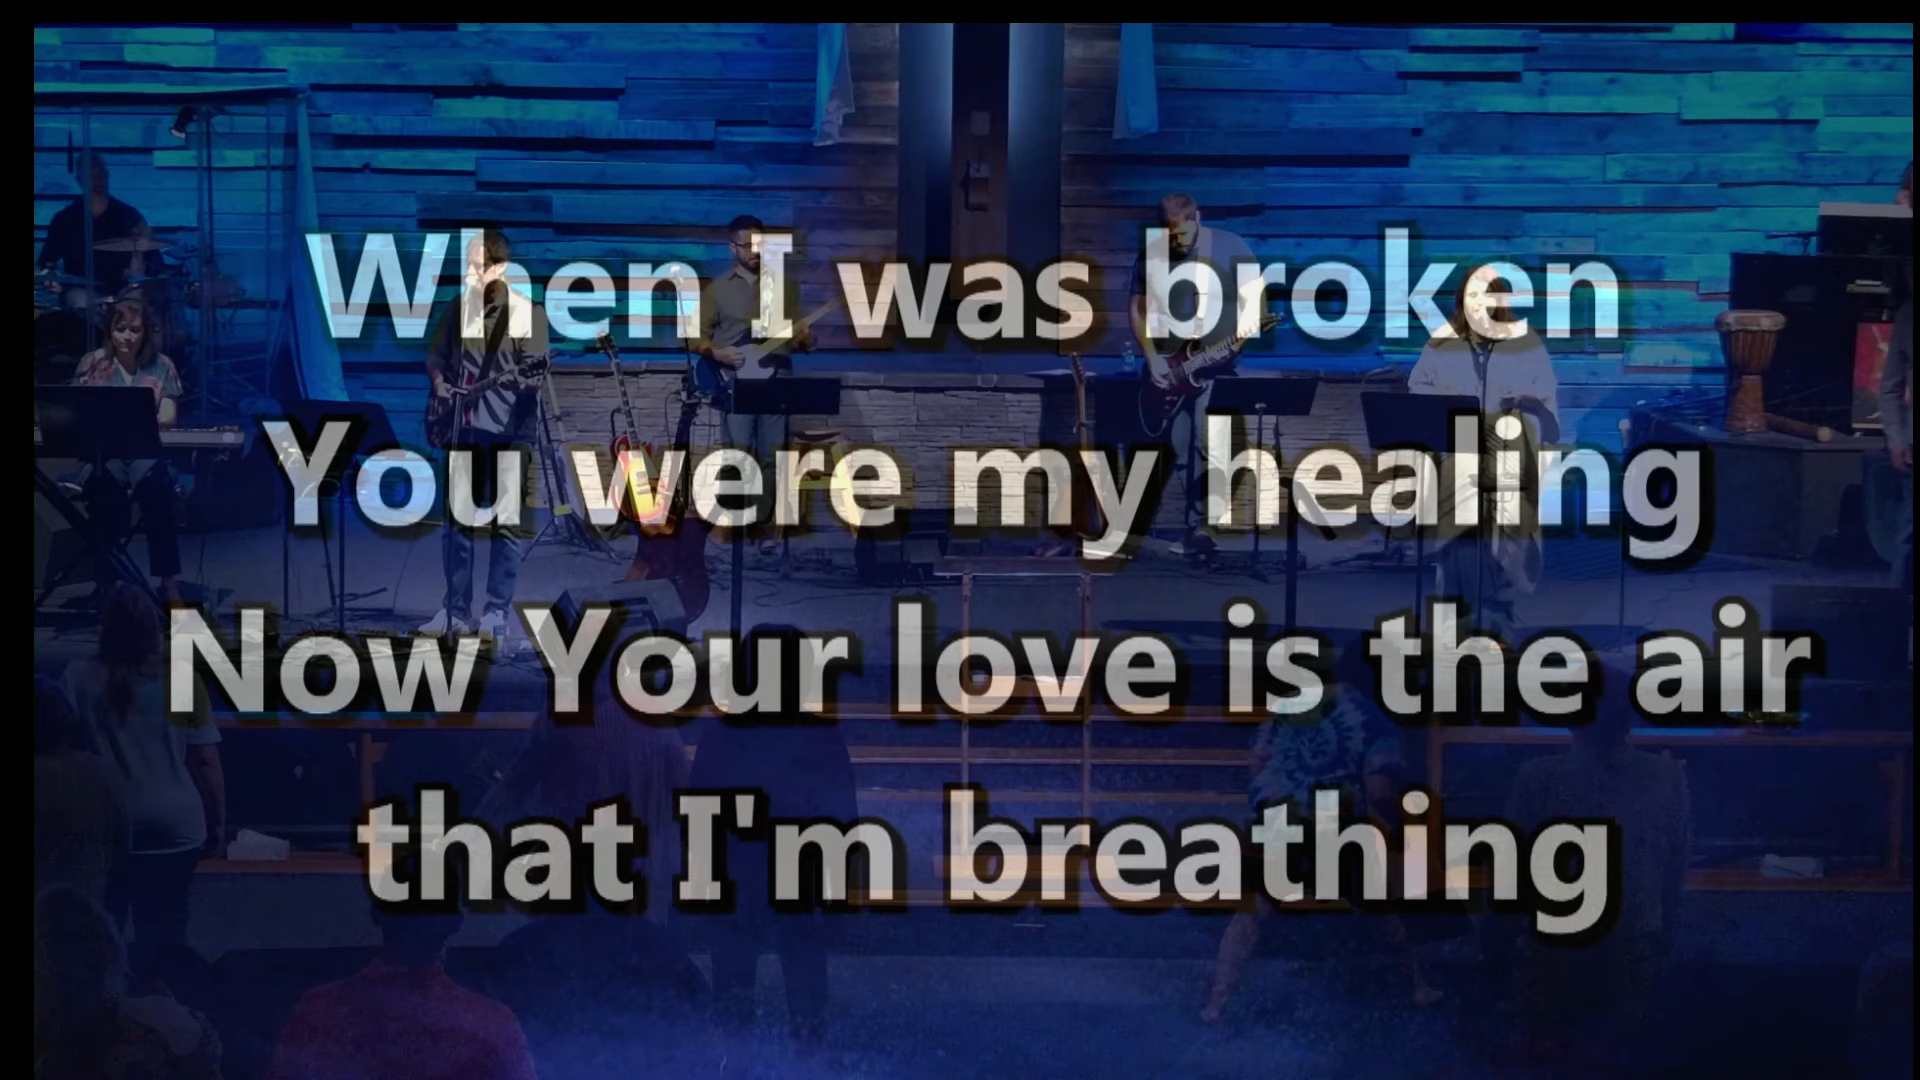 When I was broken
You were my healing
Now Your love is the air
that I'm breathing